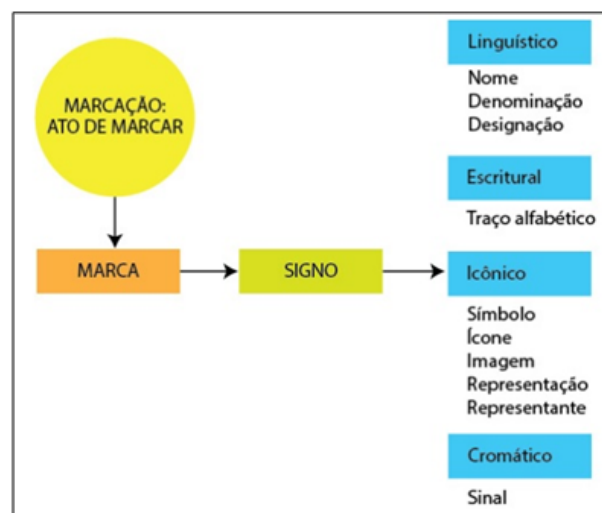 MARCAÇÃO:
ATO DE MARCAR
MARCA
SIGNO
Linguístico
Nome
Denominação
Designação
Escritural
Traço alfabético
Icônico
Símbolo
Ícone
Imagem
Representação
Representante
Cromático
Sinal